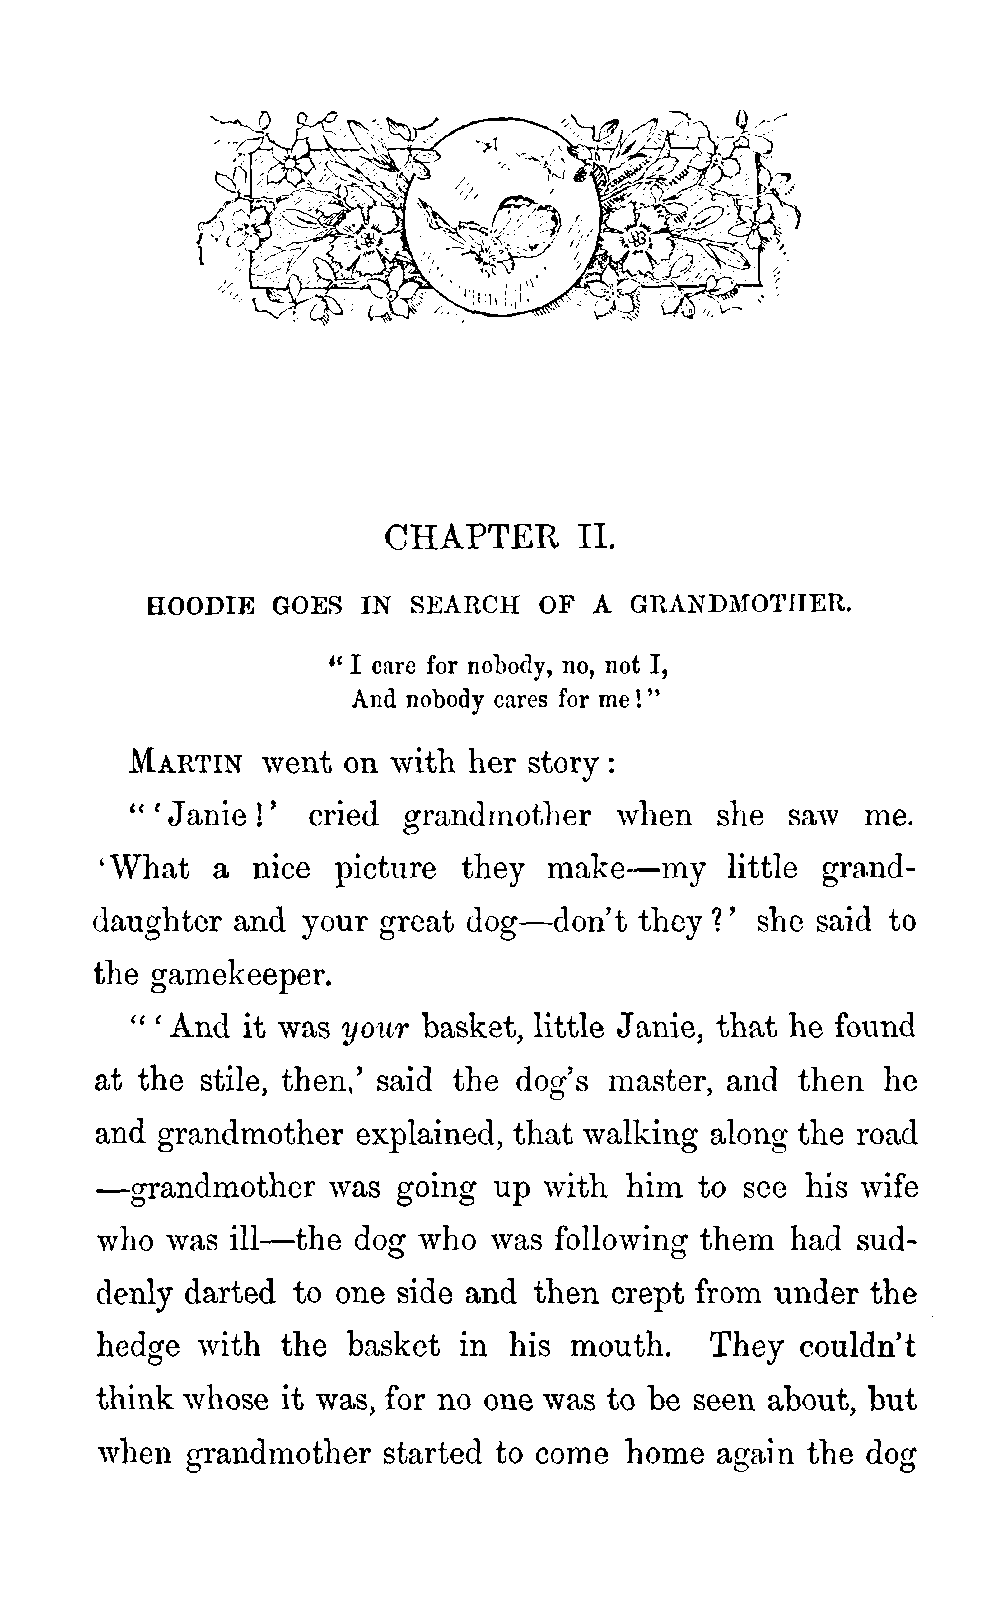 CHAPTER II.
HOODIE GOES IN SEARCH OF A GRANDMOTHER.
“I care for nobody, no, not I,
And nobody cares for me!”
MARTIN went on with her story:
“‘Janie!’ cried grandmother when she saw me.
‘What a nice picture they make—my little grand-
daughter and your great dog—don’t they?’ she said to
the gamekeeper.
“‘And it was your basket, little Janie, that he found
at the stile, then,’ said the dog’s master, and then he
and grandmother explained, that walking along the road
—grandmother was going up with him to see his wife
who was ill—the dog who was following them had sud-
denly darted to one side and then crept from under the
hedge with the basket in his mouth. They couldn’t
think whose it was, for no one was to be seen about, but
when grandmother started to come home again the dog